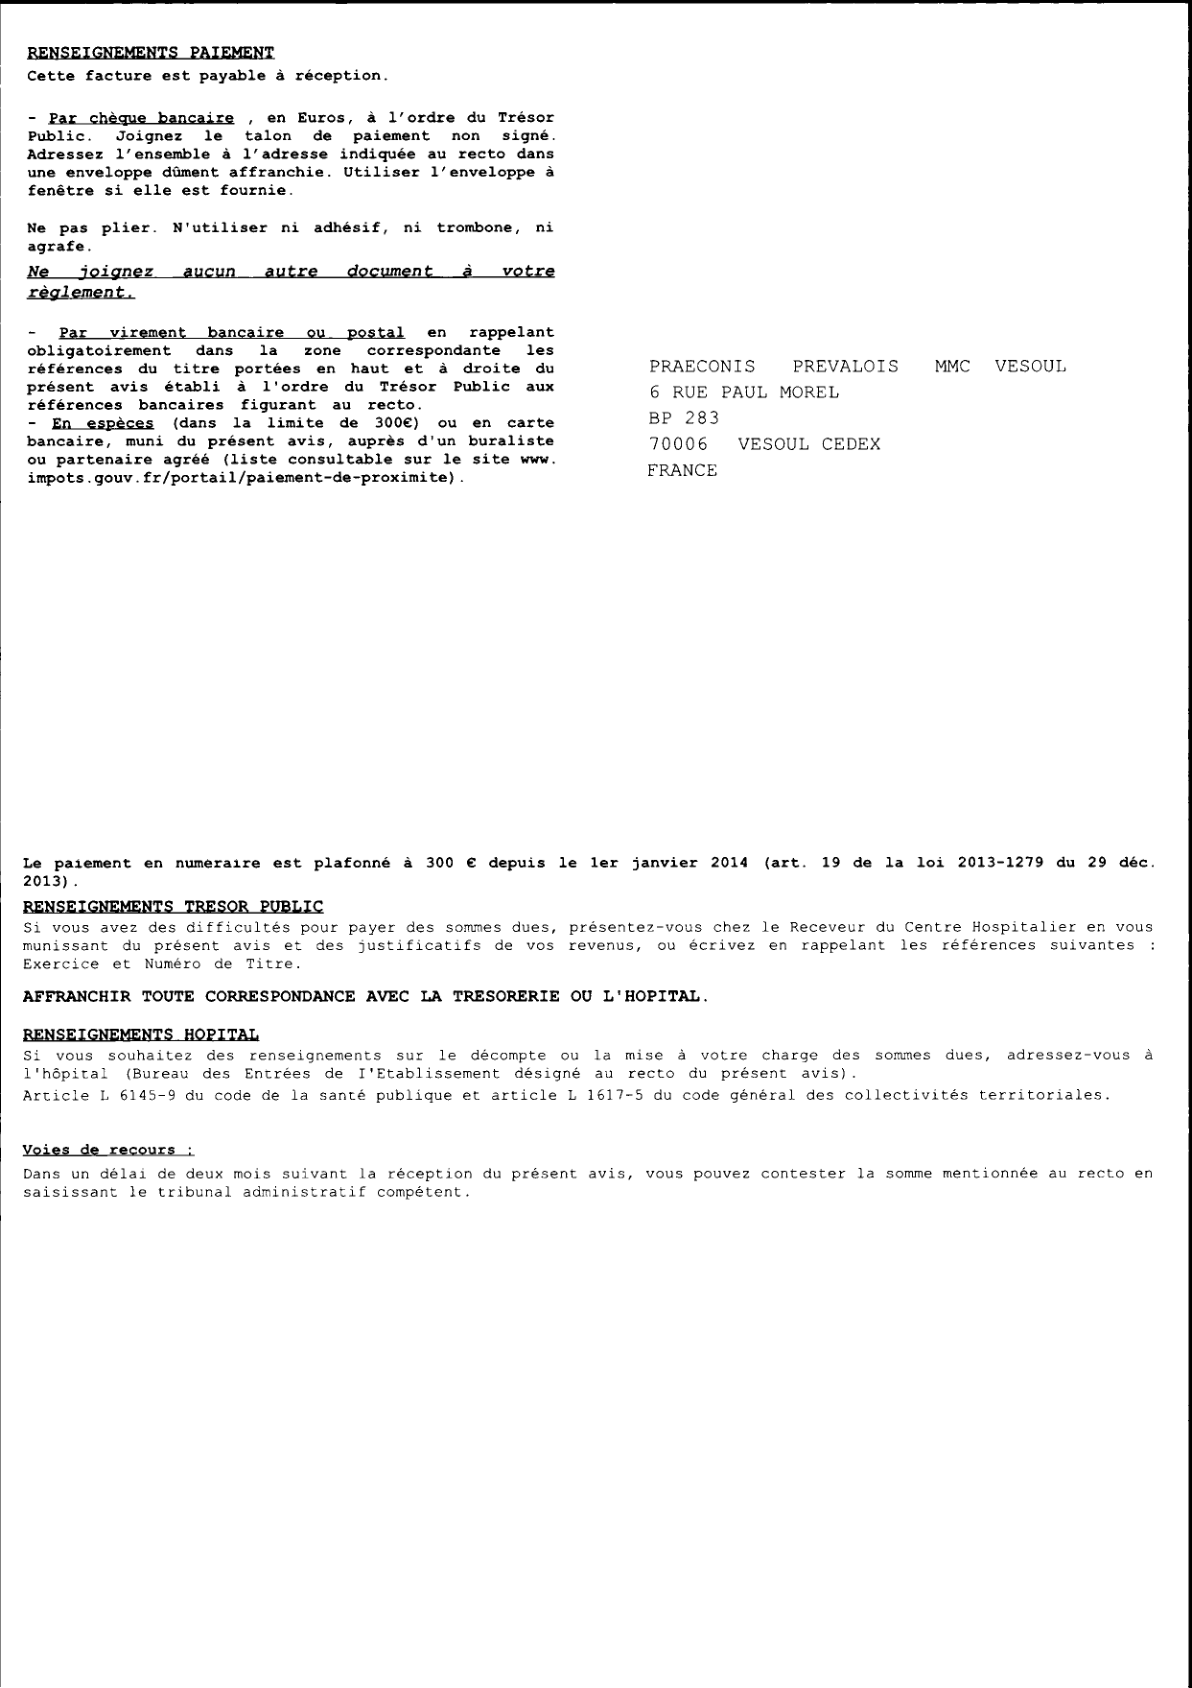 RENSEIGNEMENTS PAIEMENT
Cette facture est payable à réception.
- Par chèque bancaire , en Euros, à l'ordre du Trésor
Public. Joignez le talon de paiement non signé.
Adressez l'ensemble à l'adresse indiquée au recto dans
une enveloppe dûment affranchie. Utiliser l'enveloppe à
fenêtre si elle est fournie.
Ne pas plier. N'utiliser ni adhésif, ni trombone, ni
agrafe.
Ne joignez aucun autre document à votre
règlement.
- Par virement bancaire ou postal en rappelant
obligatoirement dans la zone correspondante les
références du titre portées en haut et à droite du
présent avis établi à l'ordre du Trésor Public aux
références bancaires figurant au recto.
- En espèces (dans la limite de 300€) ou en carte
bancaire, muni du présent avis, auprès d'un buraliste
ou partenaire agréé (liste consultable sur le site www.
impots.gouv.fr/portail/paiement-de-proximite).
PRAECONIS PREVALOIS MMC VESOUL
6 RUE PAUL MOREL
BP 283
70006 VESOUL CEDEX
FRANCE
Le paiement en numeraire est plafonné à 300 € depuis le 1er janvier 2014 (art. 19 de la loi 2013-1279 du 29 déc.
2013).
RENSEIGNEMENTS TRESOR PUBLIC
Si vous avez des difficultés pour payer des sommes dues, présentez-vous chez le Receveur du Centre Hospitalier en vous
munissant du présent avis et des justificatifs de vos revenus, ou écrivez en rappelant les références suivantes :
Exercice et Numéro de Titre.
AFFRANCHIR TOUTE CORRESPONDANCE AVEC LA TRESORERIE OU L'HOPITAL.
RENSEIGNEMENTS HOPITAL
Si vous souhaitez des renseignements sur le décompte ou la mise à votre charge des sommes dues, adressez-vous à
l'hôpital (Bureau des Entrées de I'Etablissement désigné au recto du présent avis).
Article L 6145-9 du code de la santé publique et article L 1617-5 du code général des collectivités territoriales.
Voies de recours :
Dans un délai de deux mois suivant la réception du présent avis, vous pouvez contester la somme mentionnée au recto en
saisissant le tribunal administratif compétent.